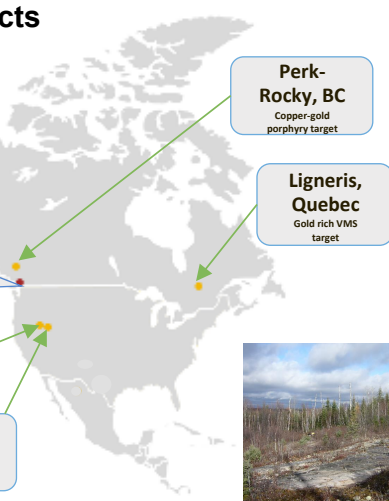 cts
Perk-
Rocky, BC
Copper-gold
porphyry target
Ligneris,
Quebec
Gold rich VMS
target